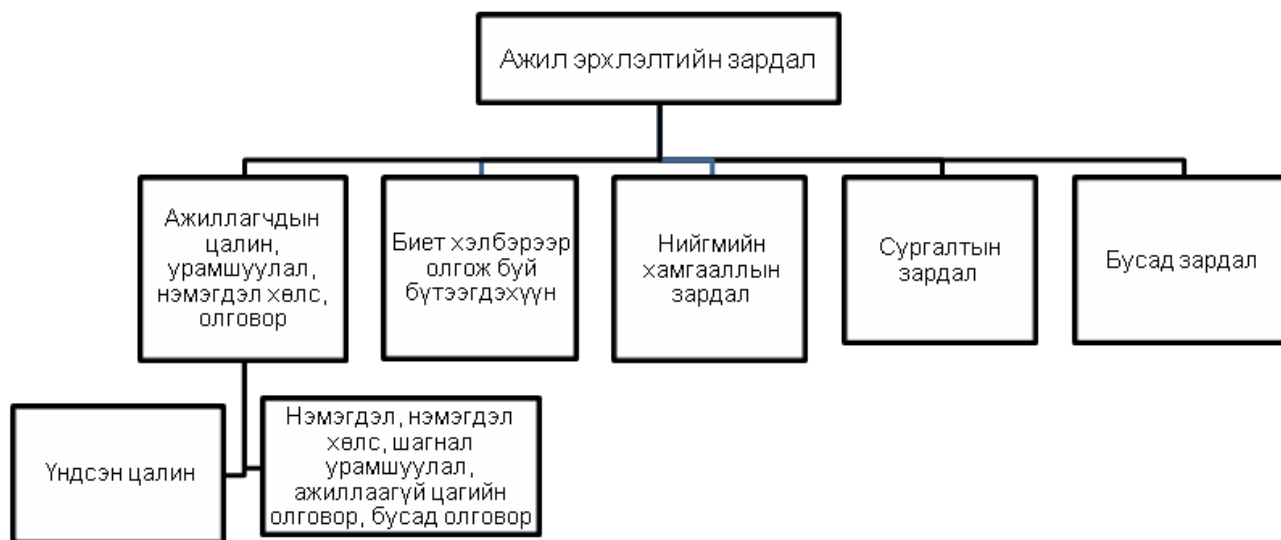 Ажил эрхлэлтийн зардал
Ажиллагчдын
цалин,
урамшуулал,
нэмэгдэл хөлс,
олговор
Биет хэлбэрээр
олгож буй
бүтээгдэхүүн
Нийгмийн
хамгааллын
зардал
Сургалтын
зардал
Бусад зардал
Үндсэн цалин
Нэмэгдэл, нэмэгдэл
хөлс, шагнал
урамшуулал,
ажиллаагүй цагийн
олговор, бусад олговор